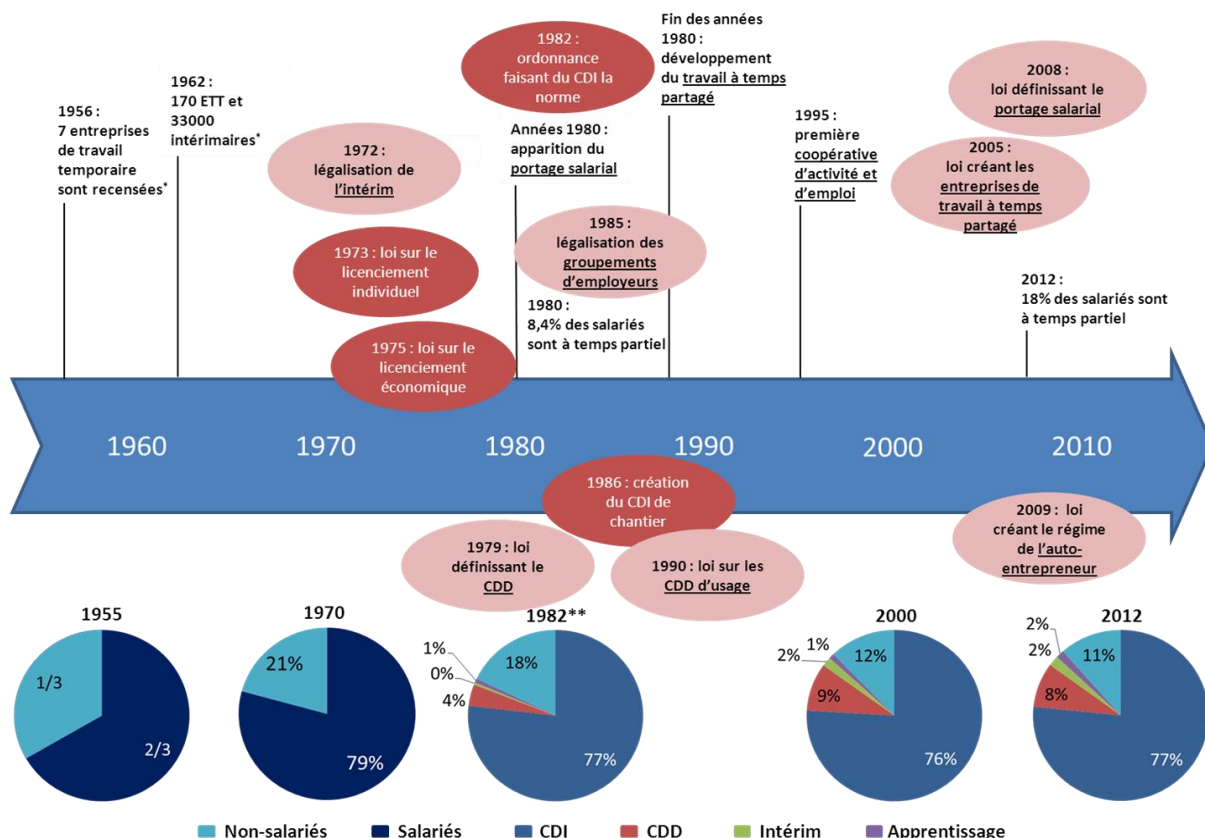 1956 :
7 entreprises
de travail
temporaire
sont recensées*
1962 :
170 ETT et
33000
intérimaires*
1972 :
légalisation de
l'intérim
1973 : loi sur le
licenciement
individuel
1975 : loi sur le
licenciement
économique
1982 :
ordonnance
faisant du CDI la
norme
Années 1980 :
apparition du
portage salarial
1985 :
légalisation des
groupements
d'employeurs
1980 :
8,4% des salariés
sont à temps partiel
Fin des années
1980 :
développement
du travail à temps
partagé
1995 :
première
coopérative
d'activité et
d'emploi
2008 :
loi définissant le
portage salarial
2005 :
loi créant les
entreprises de
travail à temps
partagé
2012 :
18% des salariés sont
à temps partiel
1960
1970
1980
1990
2000
2010
1986 : création
du CDI de
chantier
1979 : loi
définissant le
CDD
1990 : loi sur les
CDD d'usage
2009 : loi
créant le régime
de l'auto-
entrepreneur
1955
1/3
2/3
1970
21%
79%
1982**
1%
0%
4%
18%
77%
2000
1%
2%
9%
12%
76%
2012
2%
2%
8%
11%
77%
Non-salariés
Salariés
CDI
CDD
Intérim
Apprentissage